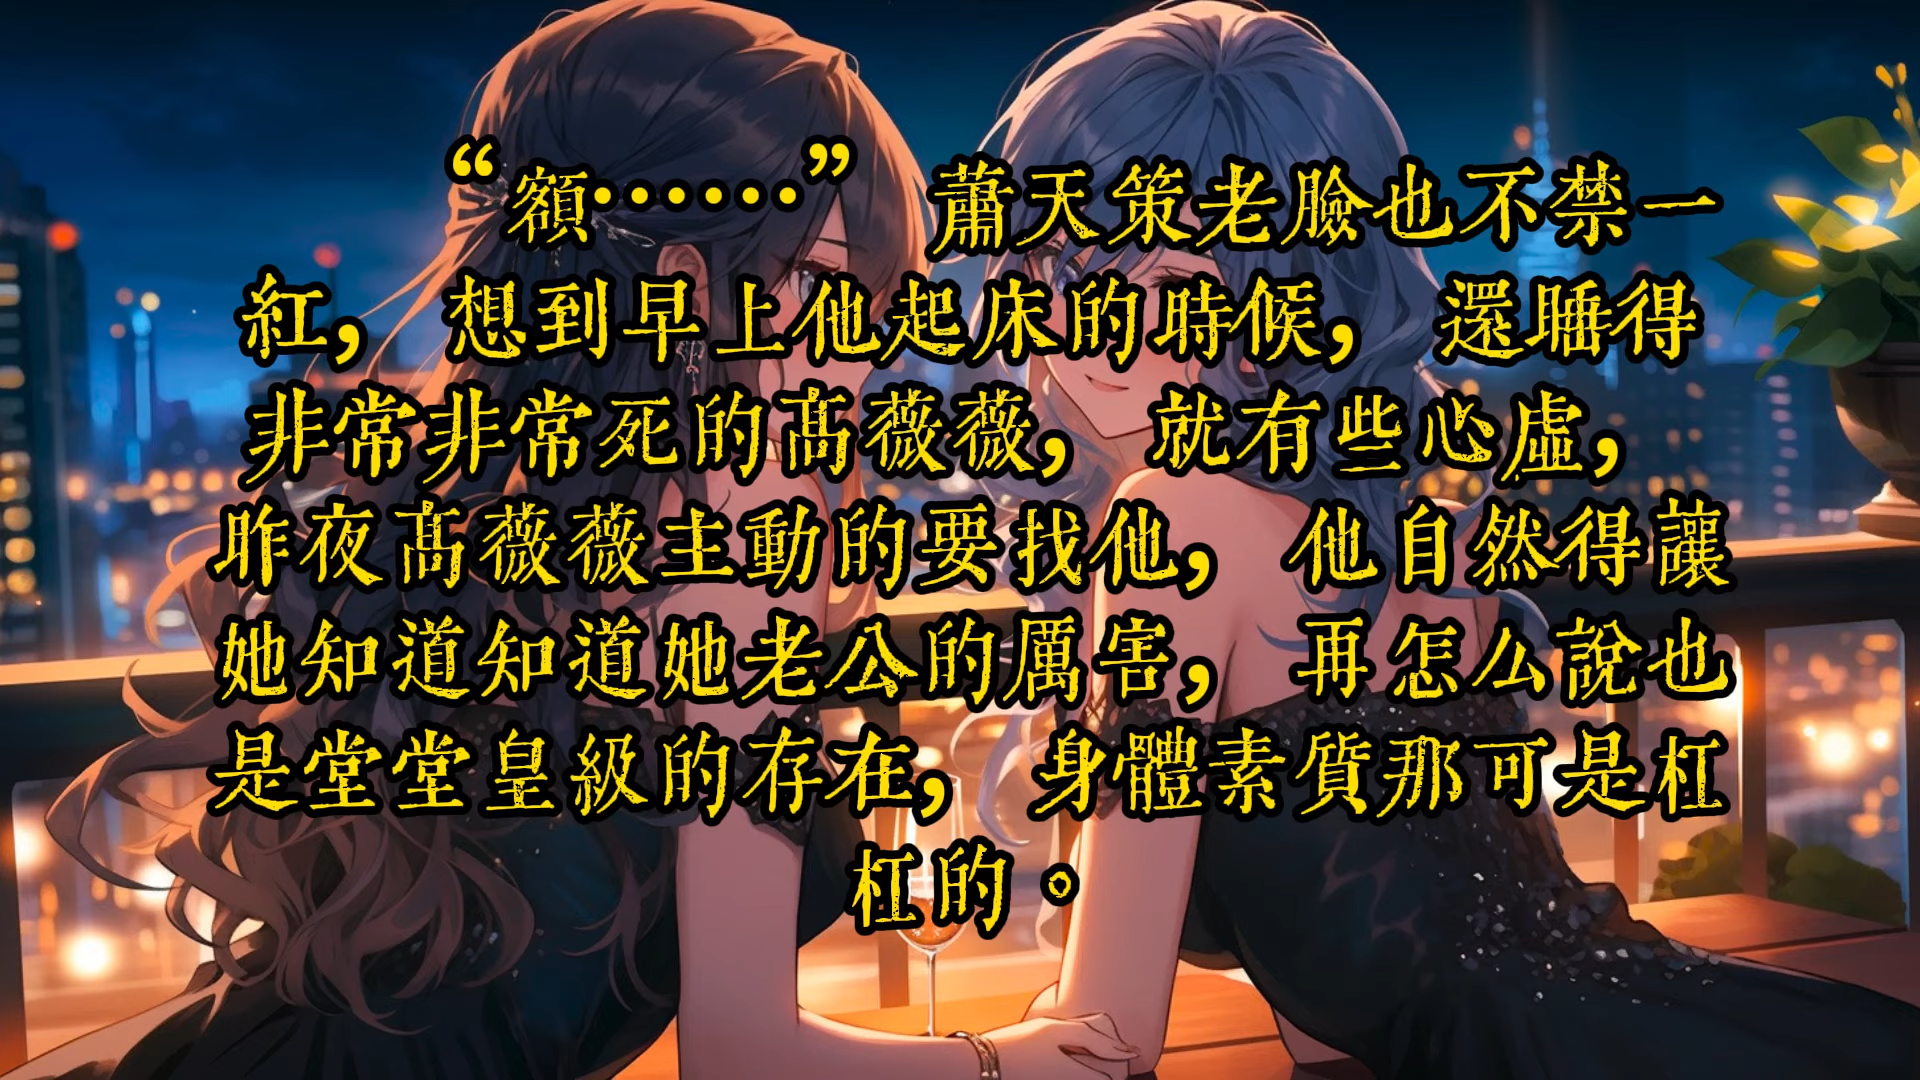 “額……” 蕭天策老臉也不禁一
紅, 想到早上他起床的時候, 還睡得
非常非常死的高薇薇, 就有些心虛,
昨夜高薇薇主動的要找他, 他自然得讓
她知道知道她老公的厲害, 再怎么說也
是堂堂皇級的存在, 身體素質那可是杠
杠的。